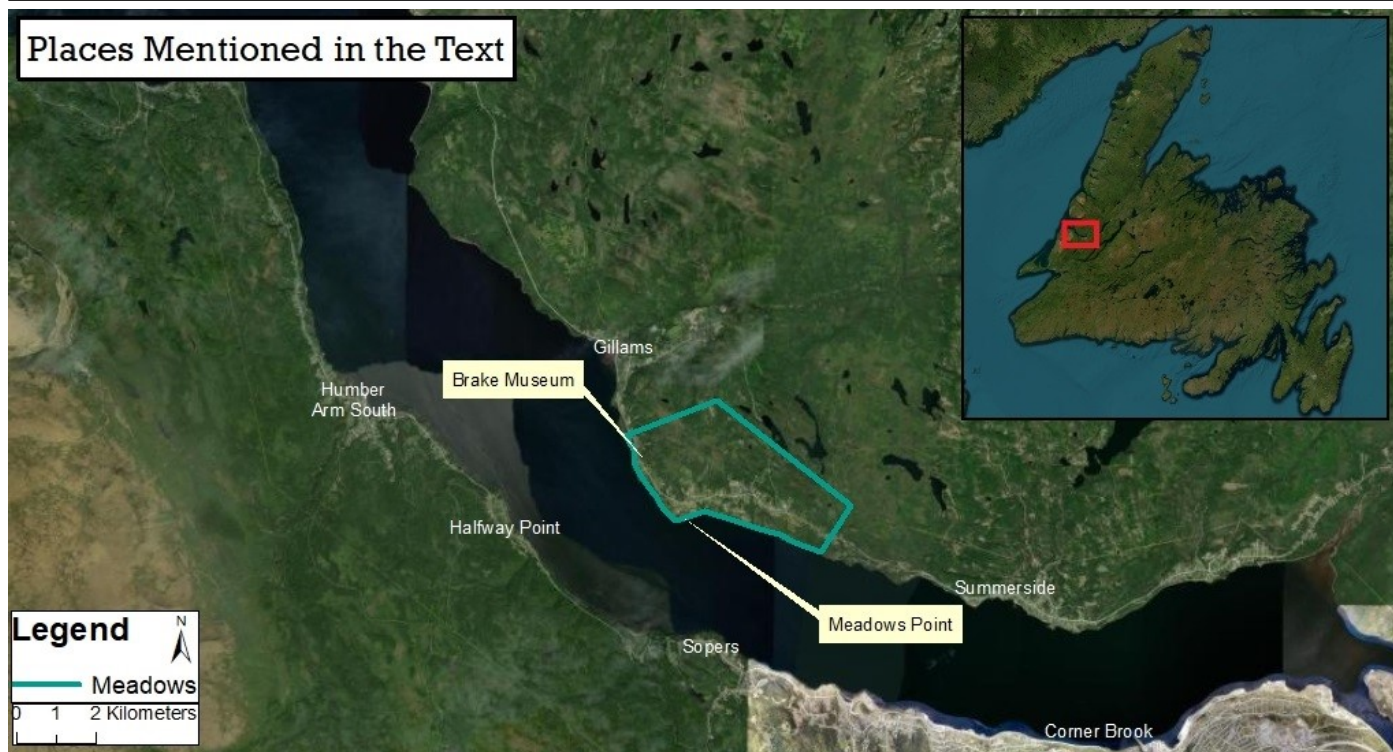 Places Mentioned in the Text
Gillams
Brake Museum
Humber
Arm South
Halfway Point
Summerside
Meadows Point
Sopers
Corner Brook
Legend
N
Meadows
0 1 2 Kilometers